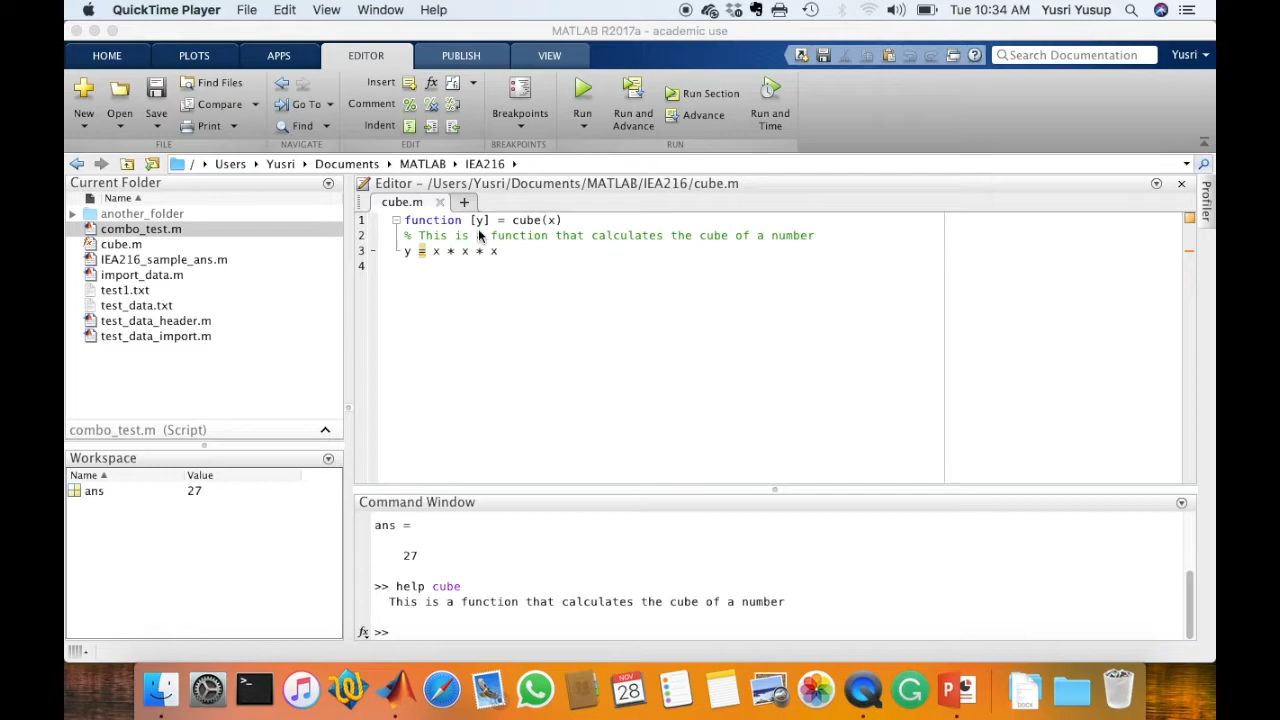 QuickTime Player File Edit View Window Help Tue 10:34 AM Yusri Yusup
MATLAB R2017a - academic use
HOME PLOTS APPS EDITOR PUBLISH VIEW Search Documentation Yusri
New Open Save Find Files Compare Print
Go To Find
Insert fx Comment % Indent
Breakpoints
Run Run and Advance Run Section Advance Run and Time
FILE NAVIGATE EDIT BREAKPOINTS RUN
/ Users Yusri Documents MATLAB IEA216
Current Folder
Name
another_folder
combo_test.m
cube.m
IEA216_sample_ans.m
import_data.m
test1.txt
test_data.txt
test_data_header.m
test_data_import.m
combo_test.m (Script)
Workspace
Name Value
ans 27
Editor - /Users/Yusri/Documents/MATLAB/IEA216/cube.m
cube.m +
1 function [y] = cube(x)
2 % This is function that calculates the cube of a number
3 - y = x * x * x
4
Profiler
Command Window
ans =
27
>> help cube
This is a function that calculates the cube of a number
fx >>
NOV
28
DOCX